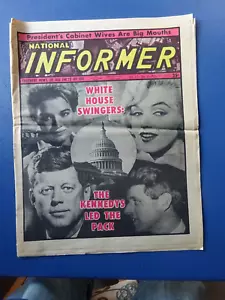 President's Cabinet Wives Are Big Mouths
NATIONAL
INFORMER
WHITE
HOUSE
SWINGERS:
THE
KENNEDYS
LED THE
PACK